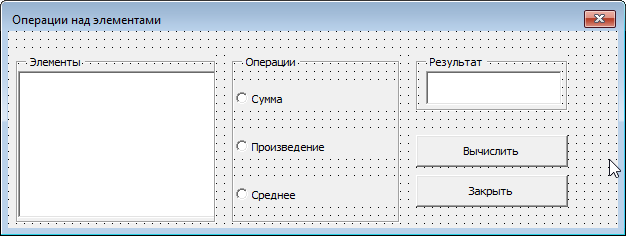 Операции над элементами
Элементы
Операции
Результат
Сумма
Произведение
Вычислить
Закрыть
Среднее